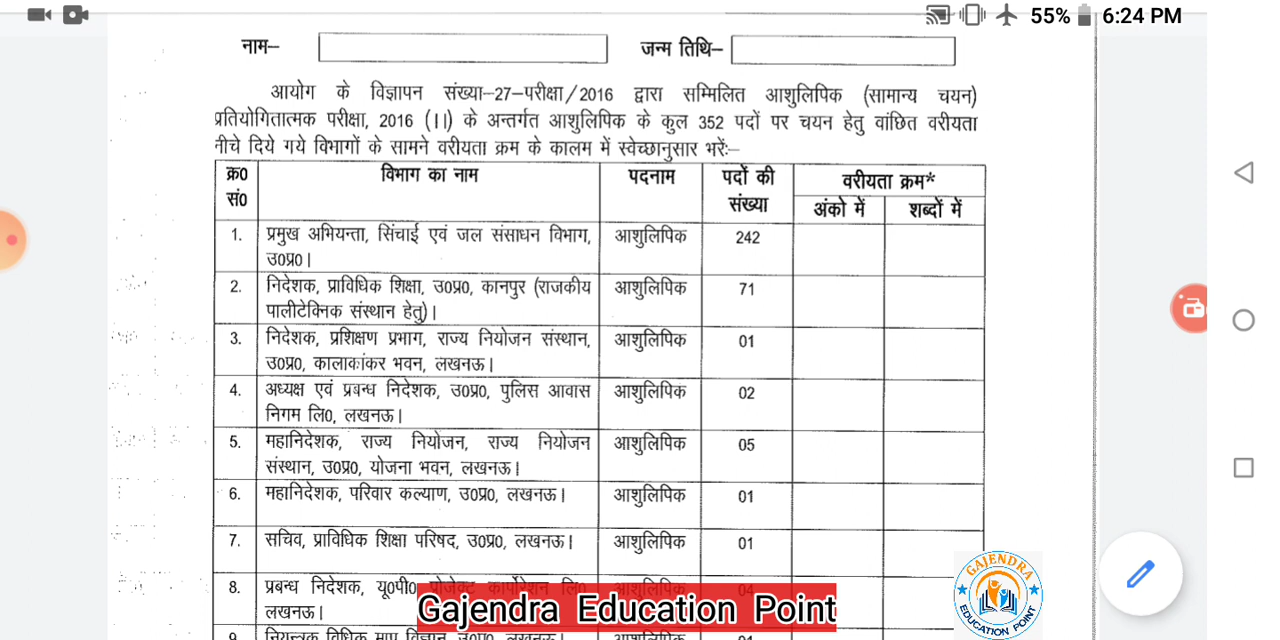 55% 6:24 PM
नाम– जन्म तिथि–
आयोग के विज्ञापन संख्या–27–परीक्षा/2016 द्वारा सम्मिलित आशुलिपिक (सामान्य चयन)
प्रतियोगितात्मक परीक्षा, 2016 (।।) के अन्तर्गत आशुलिपिक के कुल 352 पदों पर चयन हेतु वांछित वरीयता
नीचे दिये गये विभागों के सामने वरीयता क्रम के कालम में स्वेच्छानुसार भरेंः–
क्र0 विभाग का नाम पदनाम पदों की वरीयता क्रम*
सं0 संख्या अंको में शब्दों में
1. प्रमुख अभियन्ता, सिंचाई एवं जल संसाधन विभाग, आशुलिपिक 242
उ0प्र0।
2. निदेशक, प्राविधिक शिक्षा, उ0प्र0, कानपुर (राजकीय आशुलिपिक 71
पालीटेक्निक संस्थान हेतु)।
3. निदेशक, प्रशिक्षण प्रभाग, राज्य नियोजन संस्थान, आशुलिपिक 01
उ0प्र0, कालाकांकर भवन, लखनऊ।
4. अध्यक्ष एवं प्रबन्ध निदेशक, उ0प्र0, पुलिस आवास आशुलिपिक 02
निगम लि0, लखनऊ।
5. महानिदेशक, राज्य नियोजन, राज्य नियोजन आशुलिपिक 05
संस्थान, उ0प्र0, योजना भवन, लखनऊ।
6. महानिदेशक, परिवार कल्याण, उ0प्र0, लखनऊ। आशुलिपिक 01
7. सचिव, प्राविधिक शिक्षा परिषद, उ0प्र0, लखनऊ। आशुलिपिक 01
8. प्रबन्ध निदेशक, यू0पी0 प्रोजेक्ट कार्पोरेशन लि0 आशुलिपिक 04
लखनऊ।
Gajendra Education Point
GAJENDRA
EDUCATION POINT